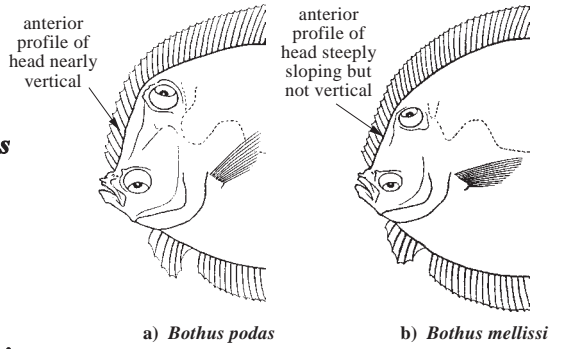 anterior
profile of
head nearly
vertical
anterior
profile of
head steeply
sloping but
not vertical
s
a) Bothus podas
b) Bothus mellissi